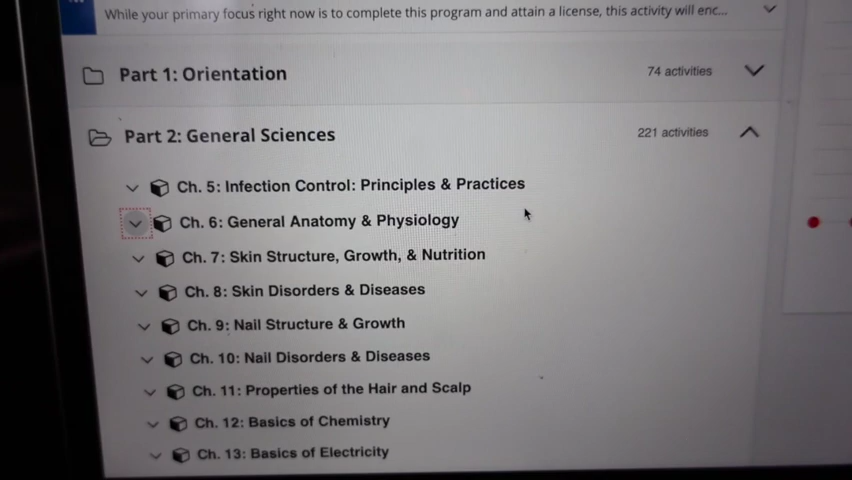 While your primary focus right now is to complete this program and attain a license, this activity will enc...
Part 1: Orientation 74 activities
Part 2: General Sciences 221 activities
Ch. 5: Infection Control: Principles & Practices
Ch. 6: General Anatomy & Physiology
Ch. 7: Skin Structure, Growth, & Nutrition
Ch. 8: Skin Disorders & Diseases
Ch. 9: Nail Structure & Growth
Ch. 10: Nail Disorders & Diseases
Ch. 11: Properties of the Hair and Scalp
Ch. 12: Basics of Chemistry
Ch. 13: Basics of Electricity